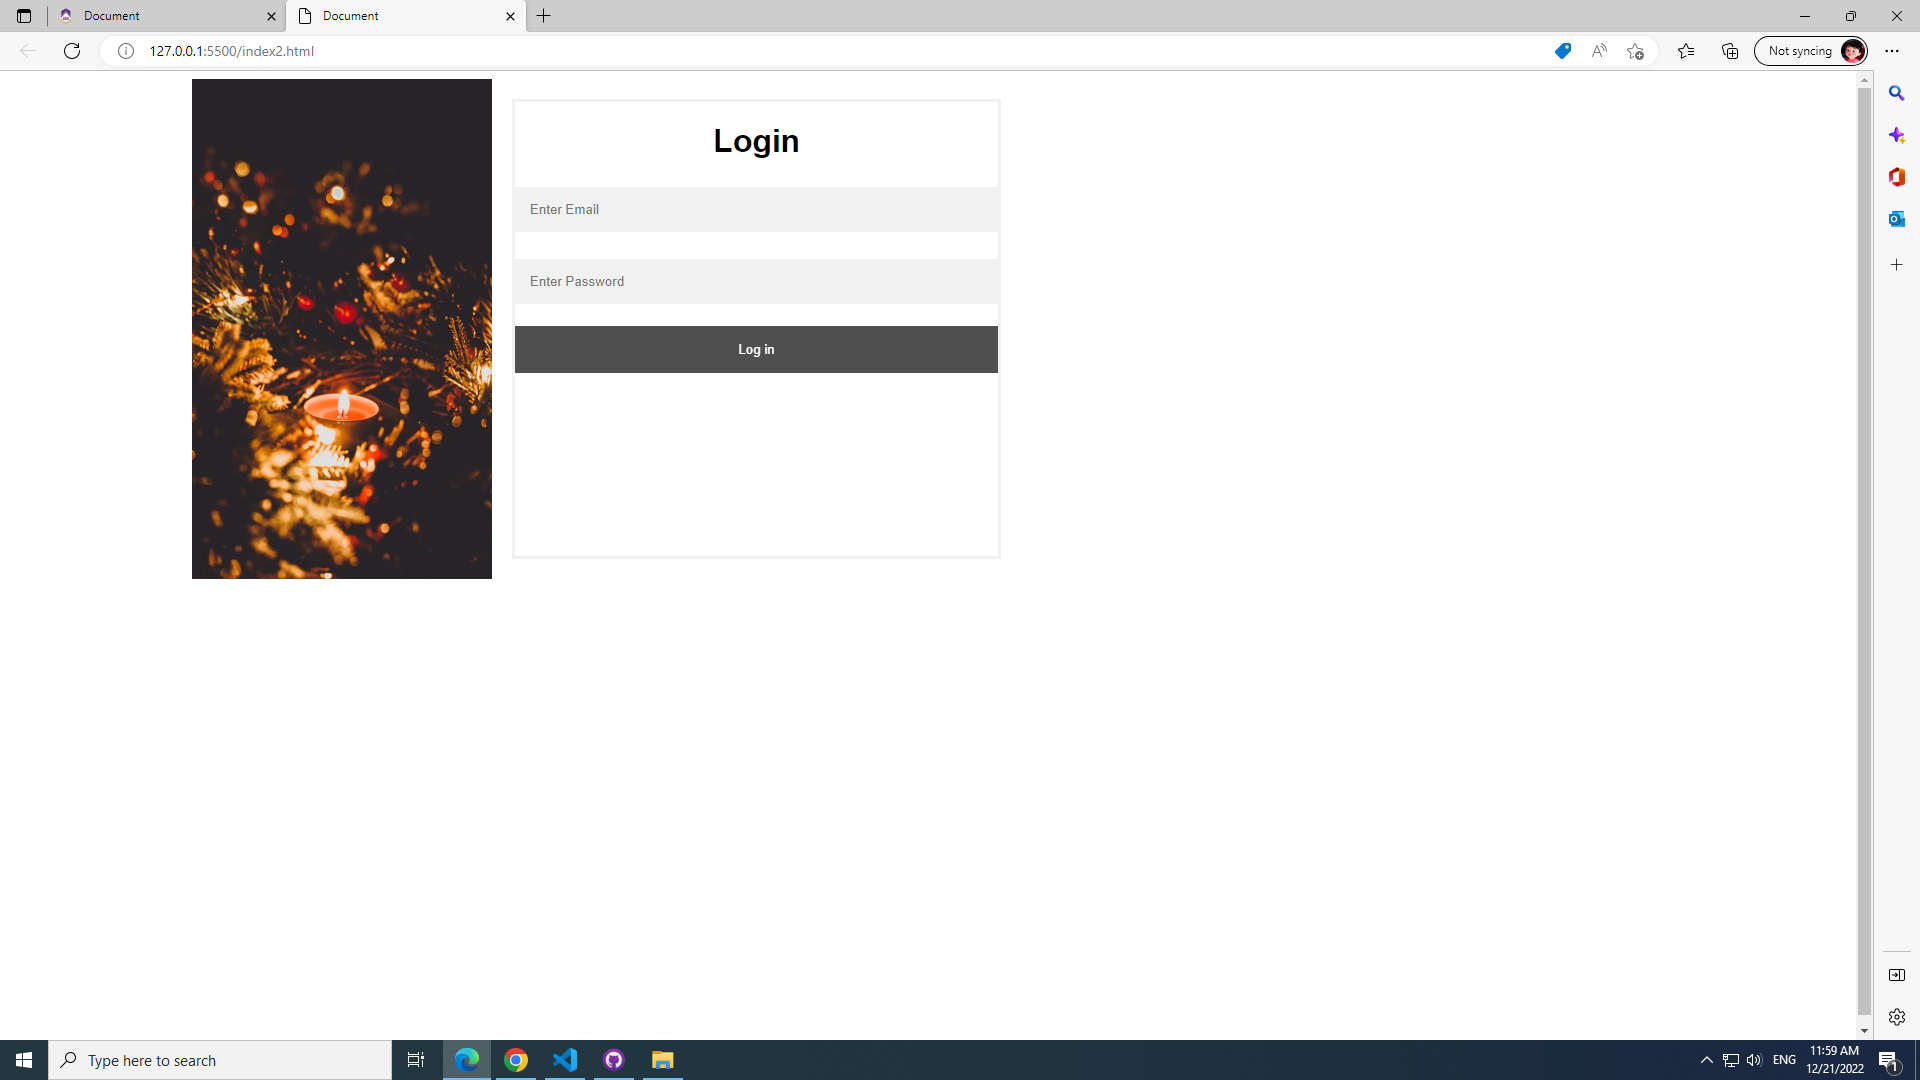 Document
Document
127.0.0.1:5500/index2.html
Not syncing
Login
Enter Email
Enter Password
Log in
Type here to search
ENG
11:59 AM
12/21/2022
1